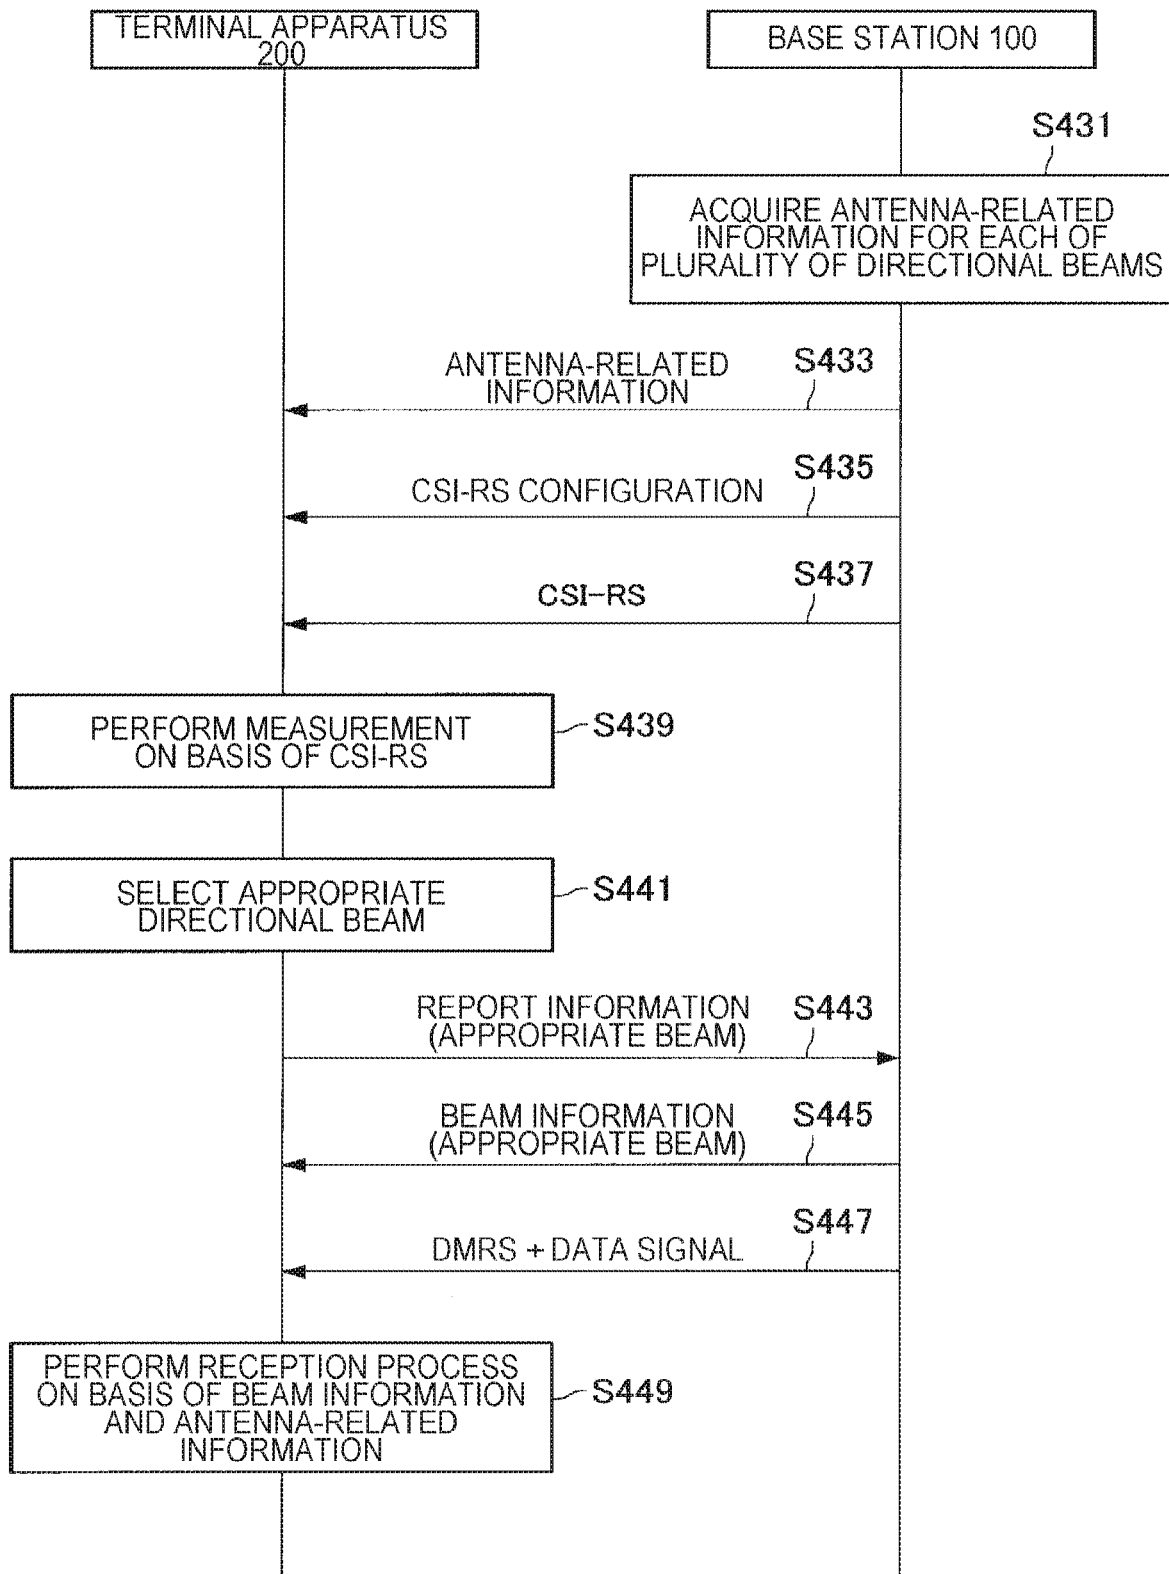 TERMINAL APPARATUS
200
BASE STATION 100
S431
ACQUIRE ANTENNA-RELATED
INFORMATION FOR EACH OF
PLURALITY OF DIRECTIONAL BEAMS
ANTENNA-RELATED
INFORMATION
S433
CSI-RS CONFIGURATION
S435
CSI-RS
S437
PERFORM MEASUREMENT
ON BASIS OF CSI-RS
S439
SELECT APPROPRIATE
DIRECTIONAL BEAM
S441
REPORT INFORMATION
(APPROPRIATE BEAM)
S443
BEAM INFORMATION
(APPROPRIATE BEAM)
S445
DMRS + DATA SIGNAL
S447
PERFORM RECEPTION PROCESS
ON BASIS OF BEAM INFORMATION
AND ANTENNA-RELATED
INFORMATION
S449